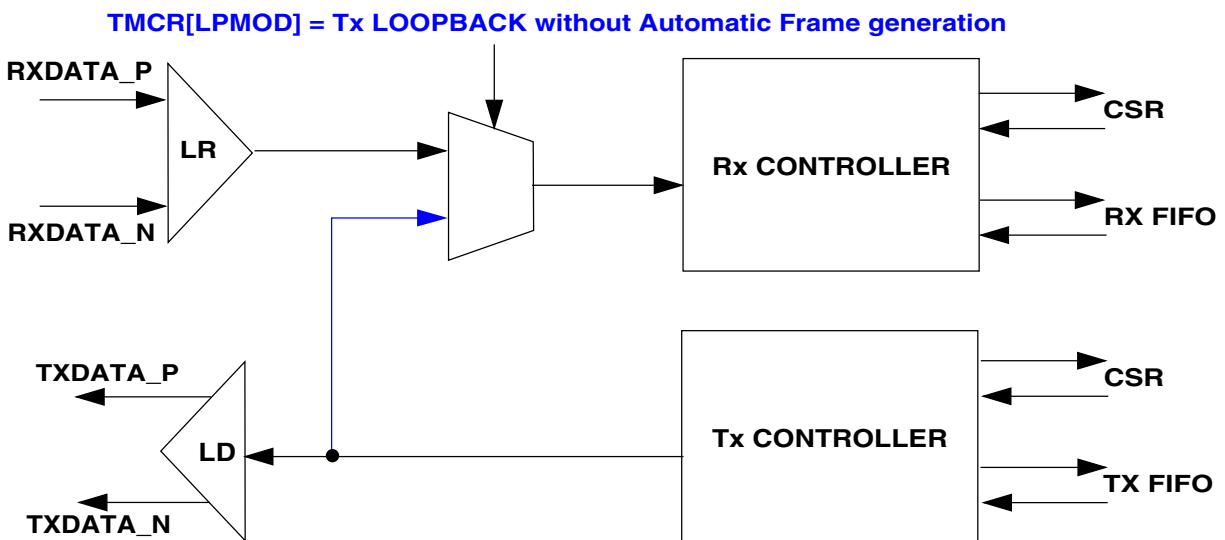 TMCR[LPMOD] = Tx LOOPBACK without Automatic Frame generation
RXDATA_P
LR
RXDATA_N
Rx CONTROLLER
CSR
RX FIFO
TXDATA_P
LD
TXDATA_N
Tx CONTROLLER
CSR
TX FIFO